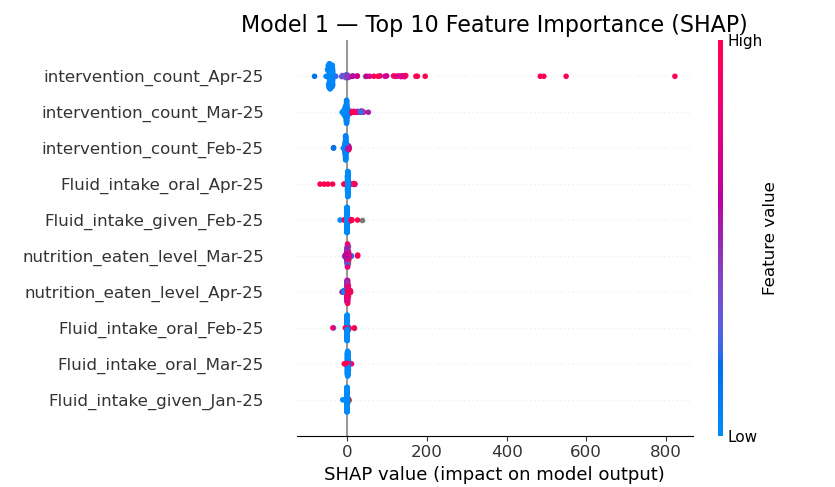 Model 1 — Top 10 Feature Importance (SHAP)
High
intervention_count_Apr-25
intervention_count_Mar-25
intervention_count_Feb-25
Fluid_intake_oral_Apr-25
Fluid_intake_given_Feb-25
nutrition_eaten_level_Mar-25
nutrition_eaten_level_Apr-25
Fluid_intake_oral_Feb-25
Fluid_intake_oral_Mar-25
Fluid_intake_given_Jan-25
Feature value
Low
0 200 400 600 800
SHAP value (impact on model output)